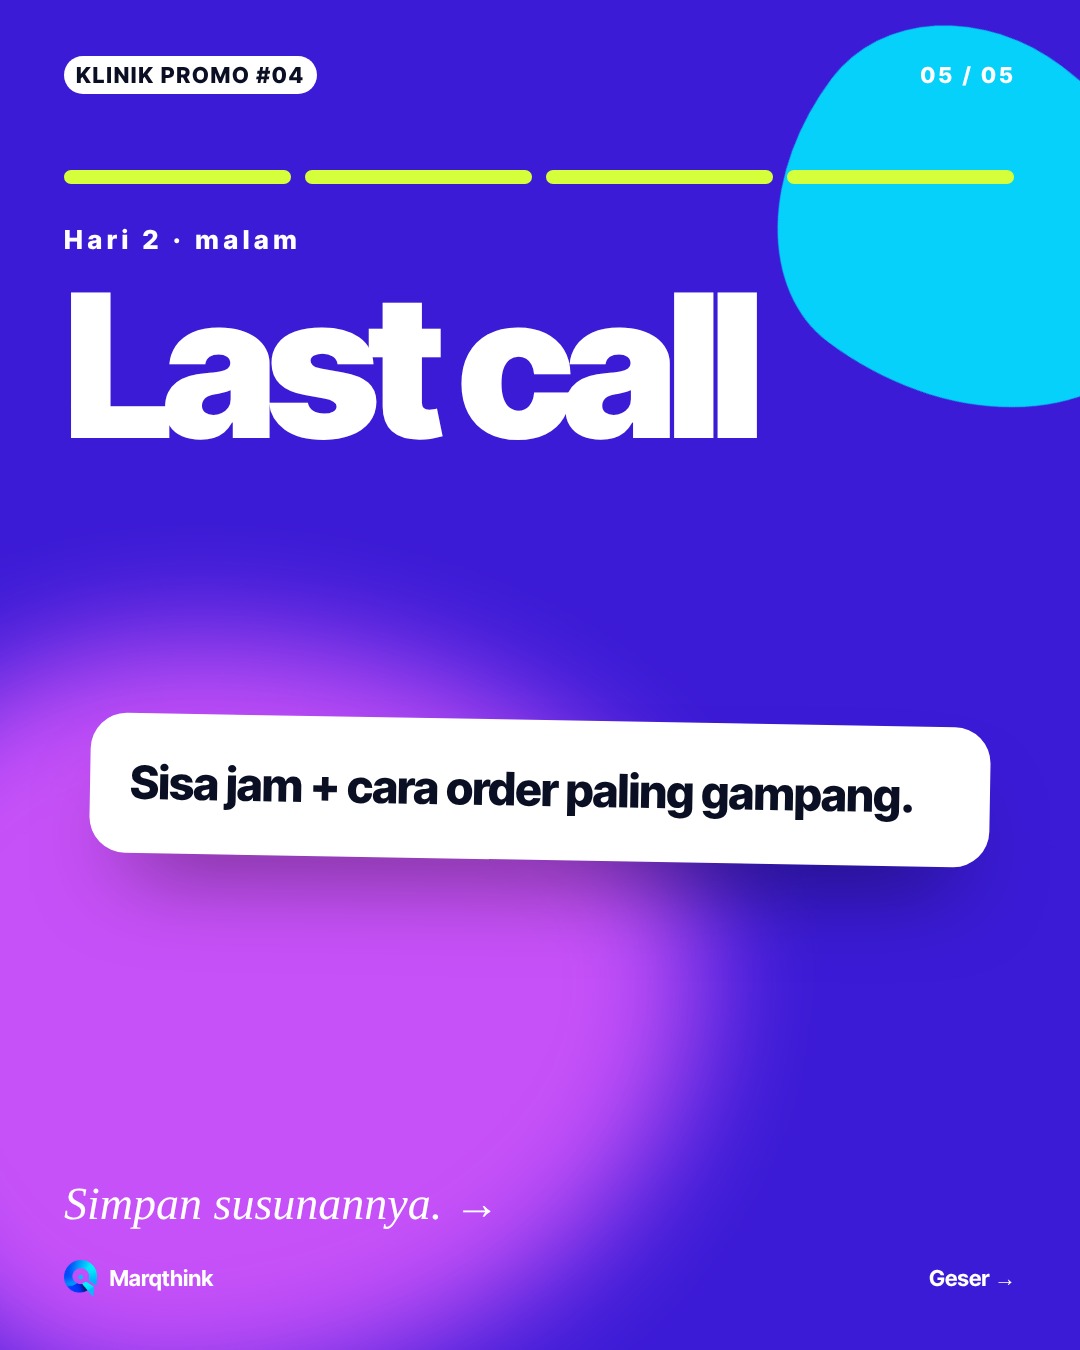 KLINIK PROMO #04
05 / 05
Hari 2 · malam
Last call
Sisa jam + cara order paling gampang.
Simpan susunannya. →
Marqthink
Geser →